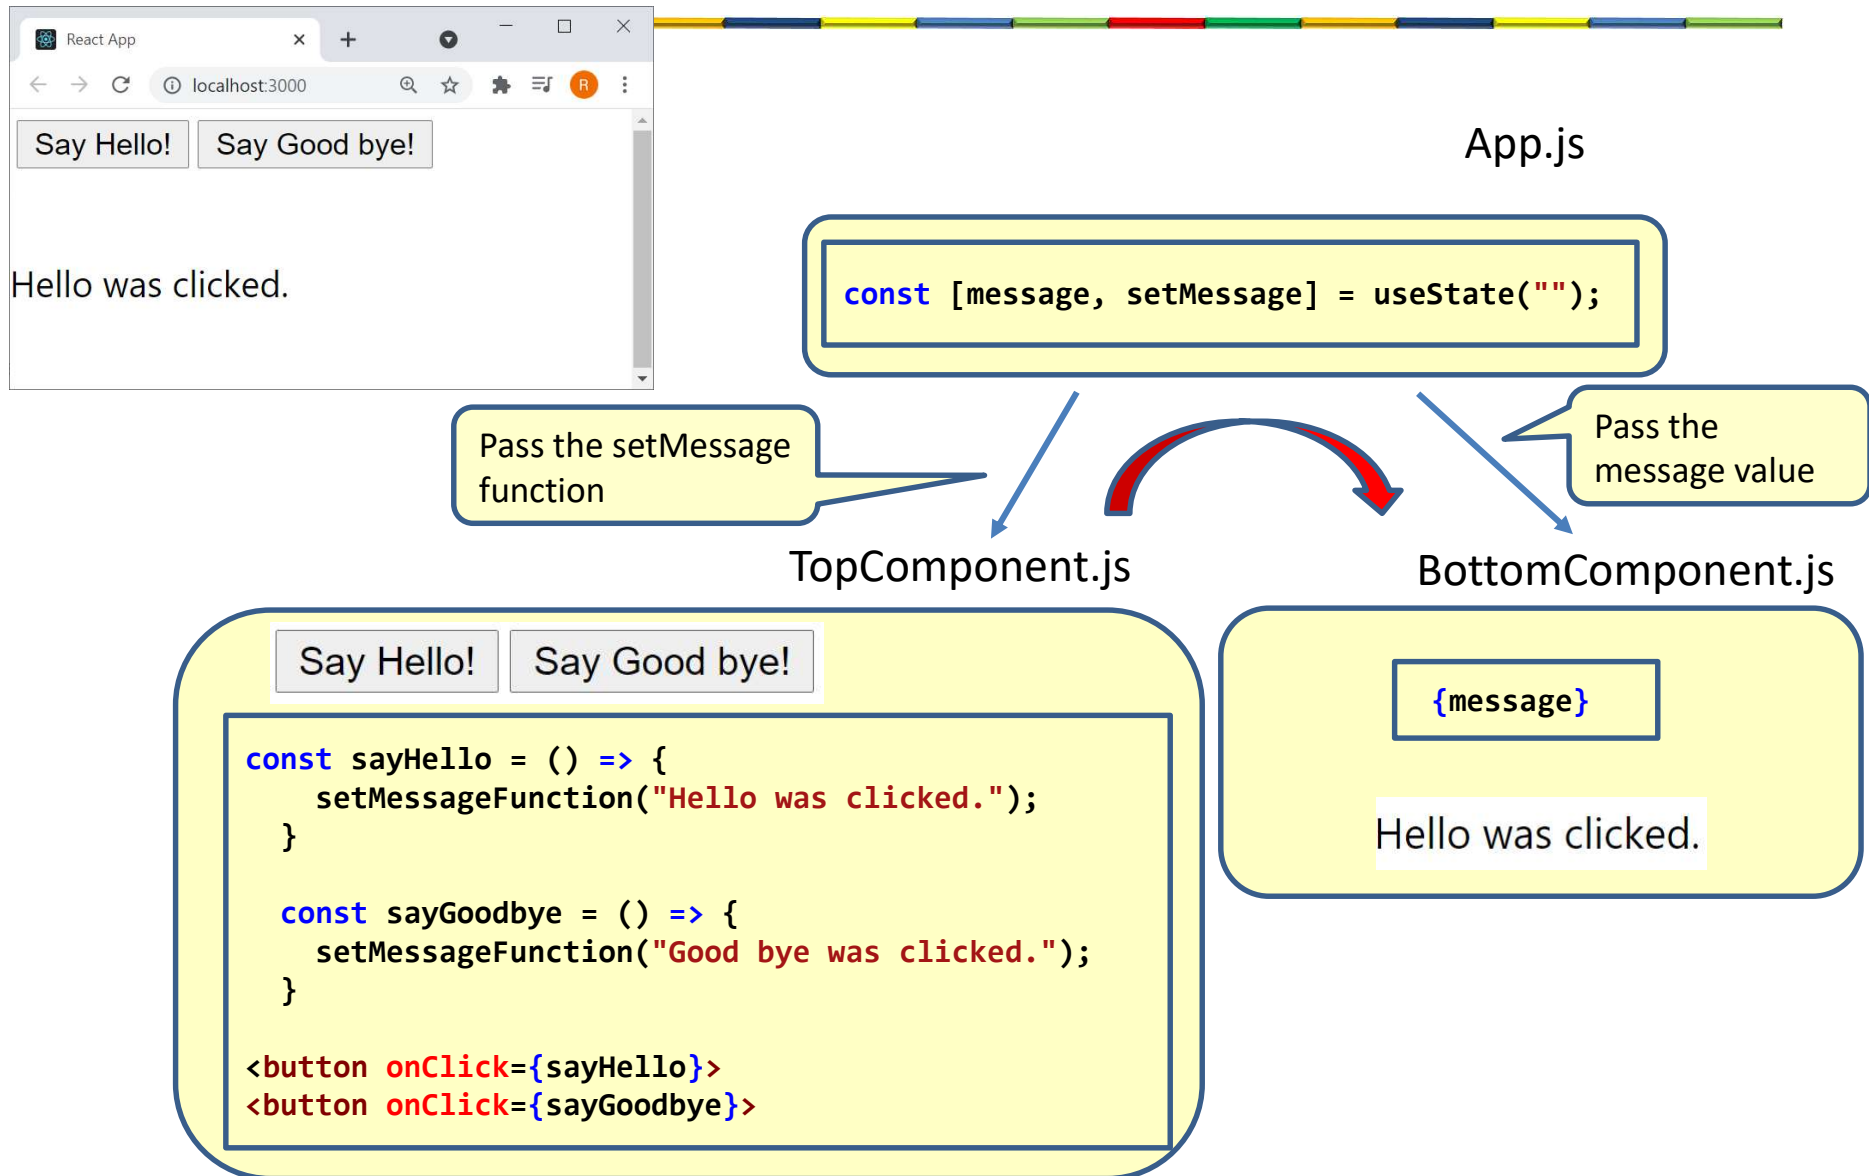 React App
localhost:3000
R
Say Hello! Say Good bye!
Hello was clicked.
App.js
const [message, setMessage] = useState("");
Pass the setMessage
function
Pass the
message value
TopComponent.js
BottomComponent.js
Say Hello! Say Good bye!
const sayHello = () => {
    setMessageFunction("Hello was clicked.");
  }
  const sayGoodbye = () => {
    setMessageFunction("Good bye was clicked.");
  }
<button onClick={sayHello}>
<button onClick={sayGoodbye}>
{message}
Hello was clicked.